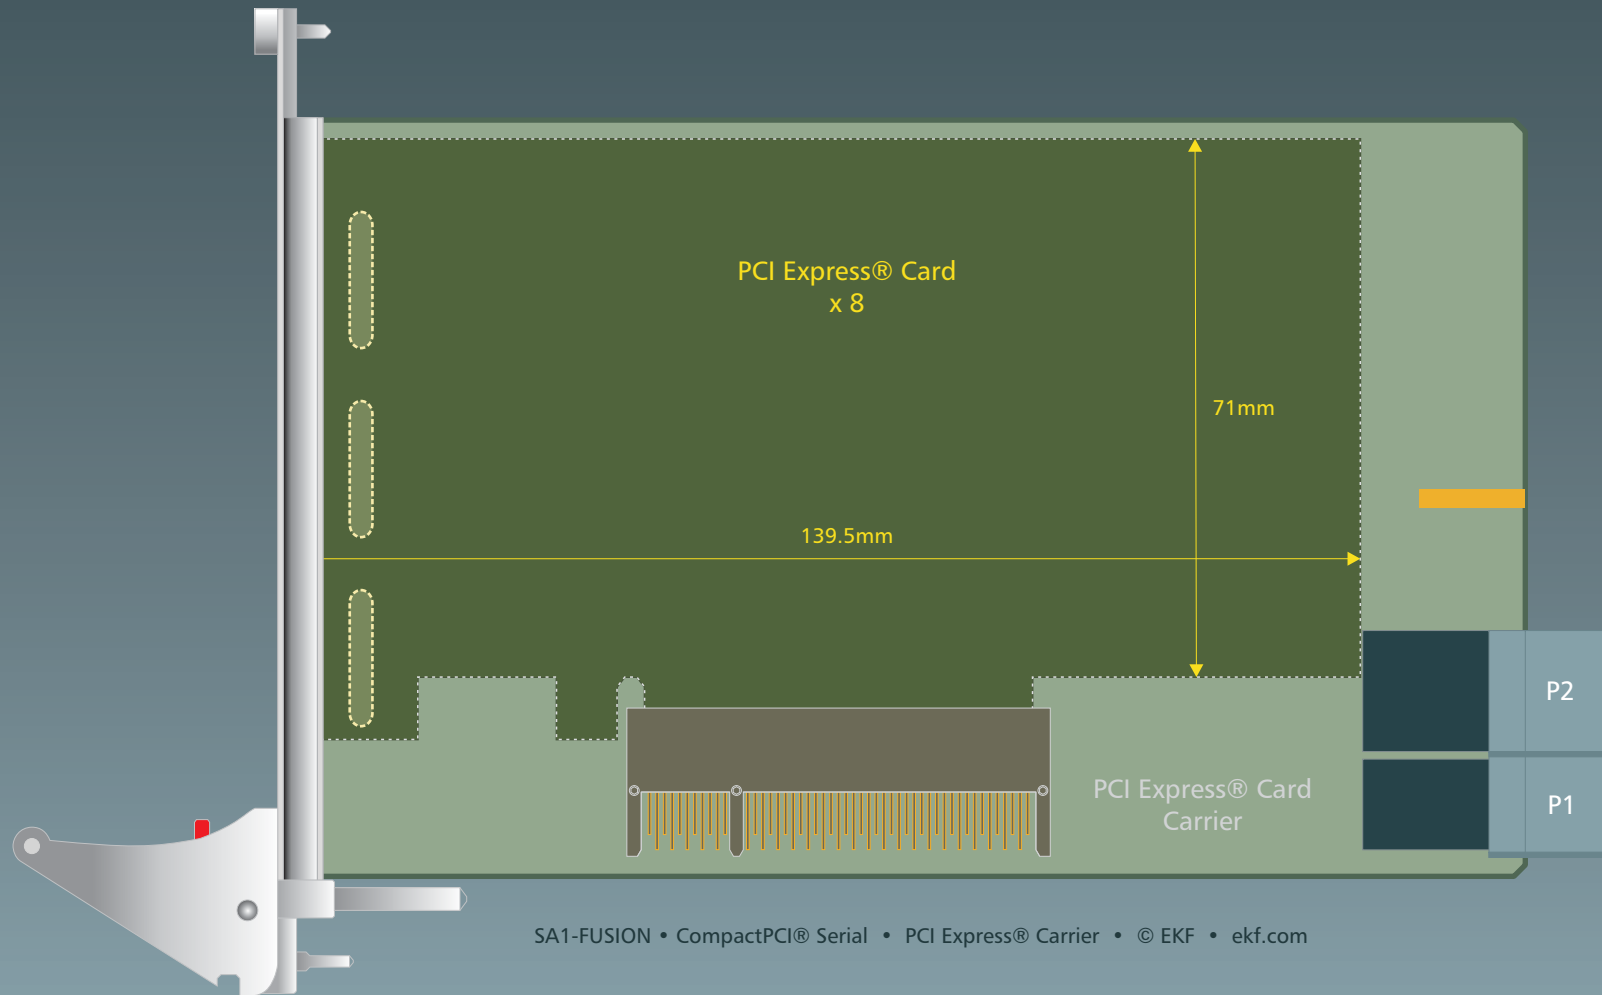 PCI Express® Card
x 8
71mm
139.5mm
P2
PCI Express® Card
Carrier
P1
SA1-FUSION • CompactPCI® Serial • PCI Express® Carrier • © EKF • ekf.com